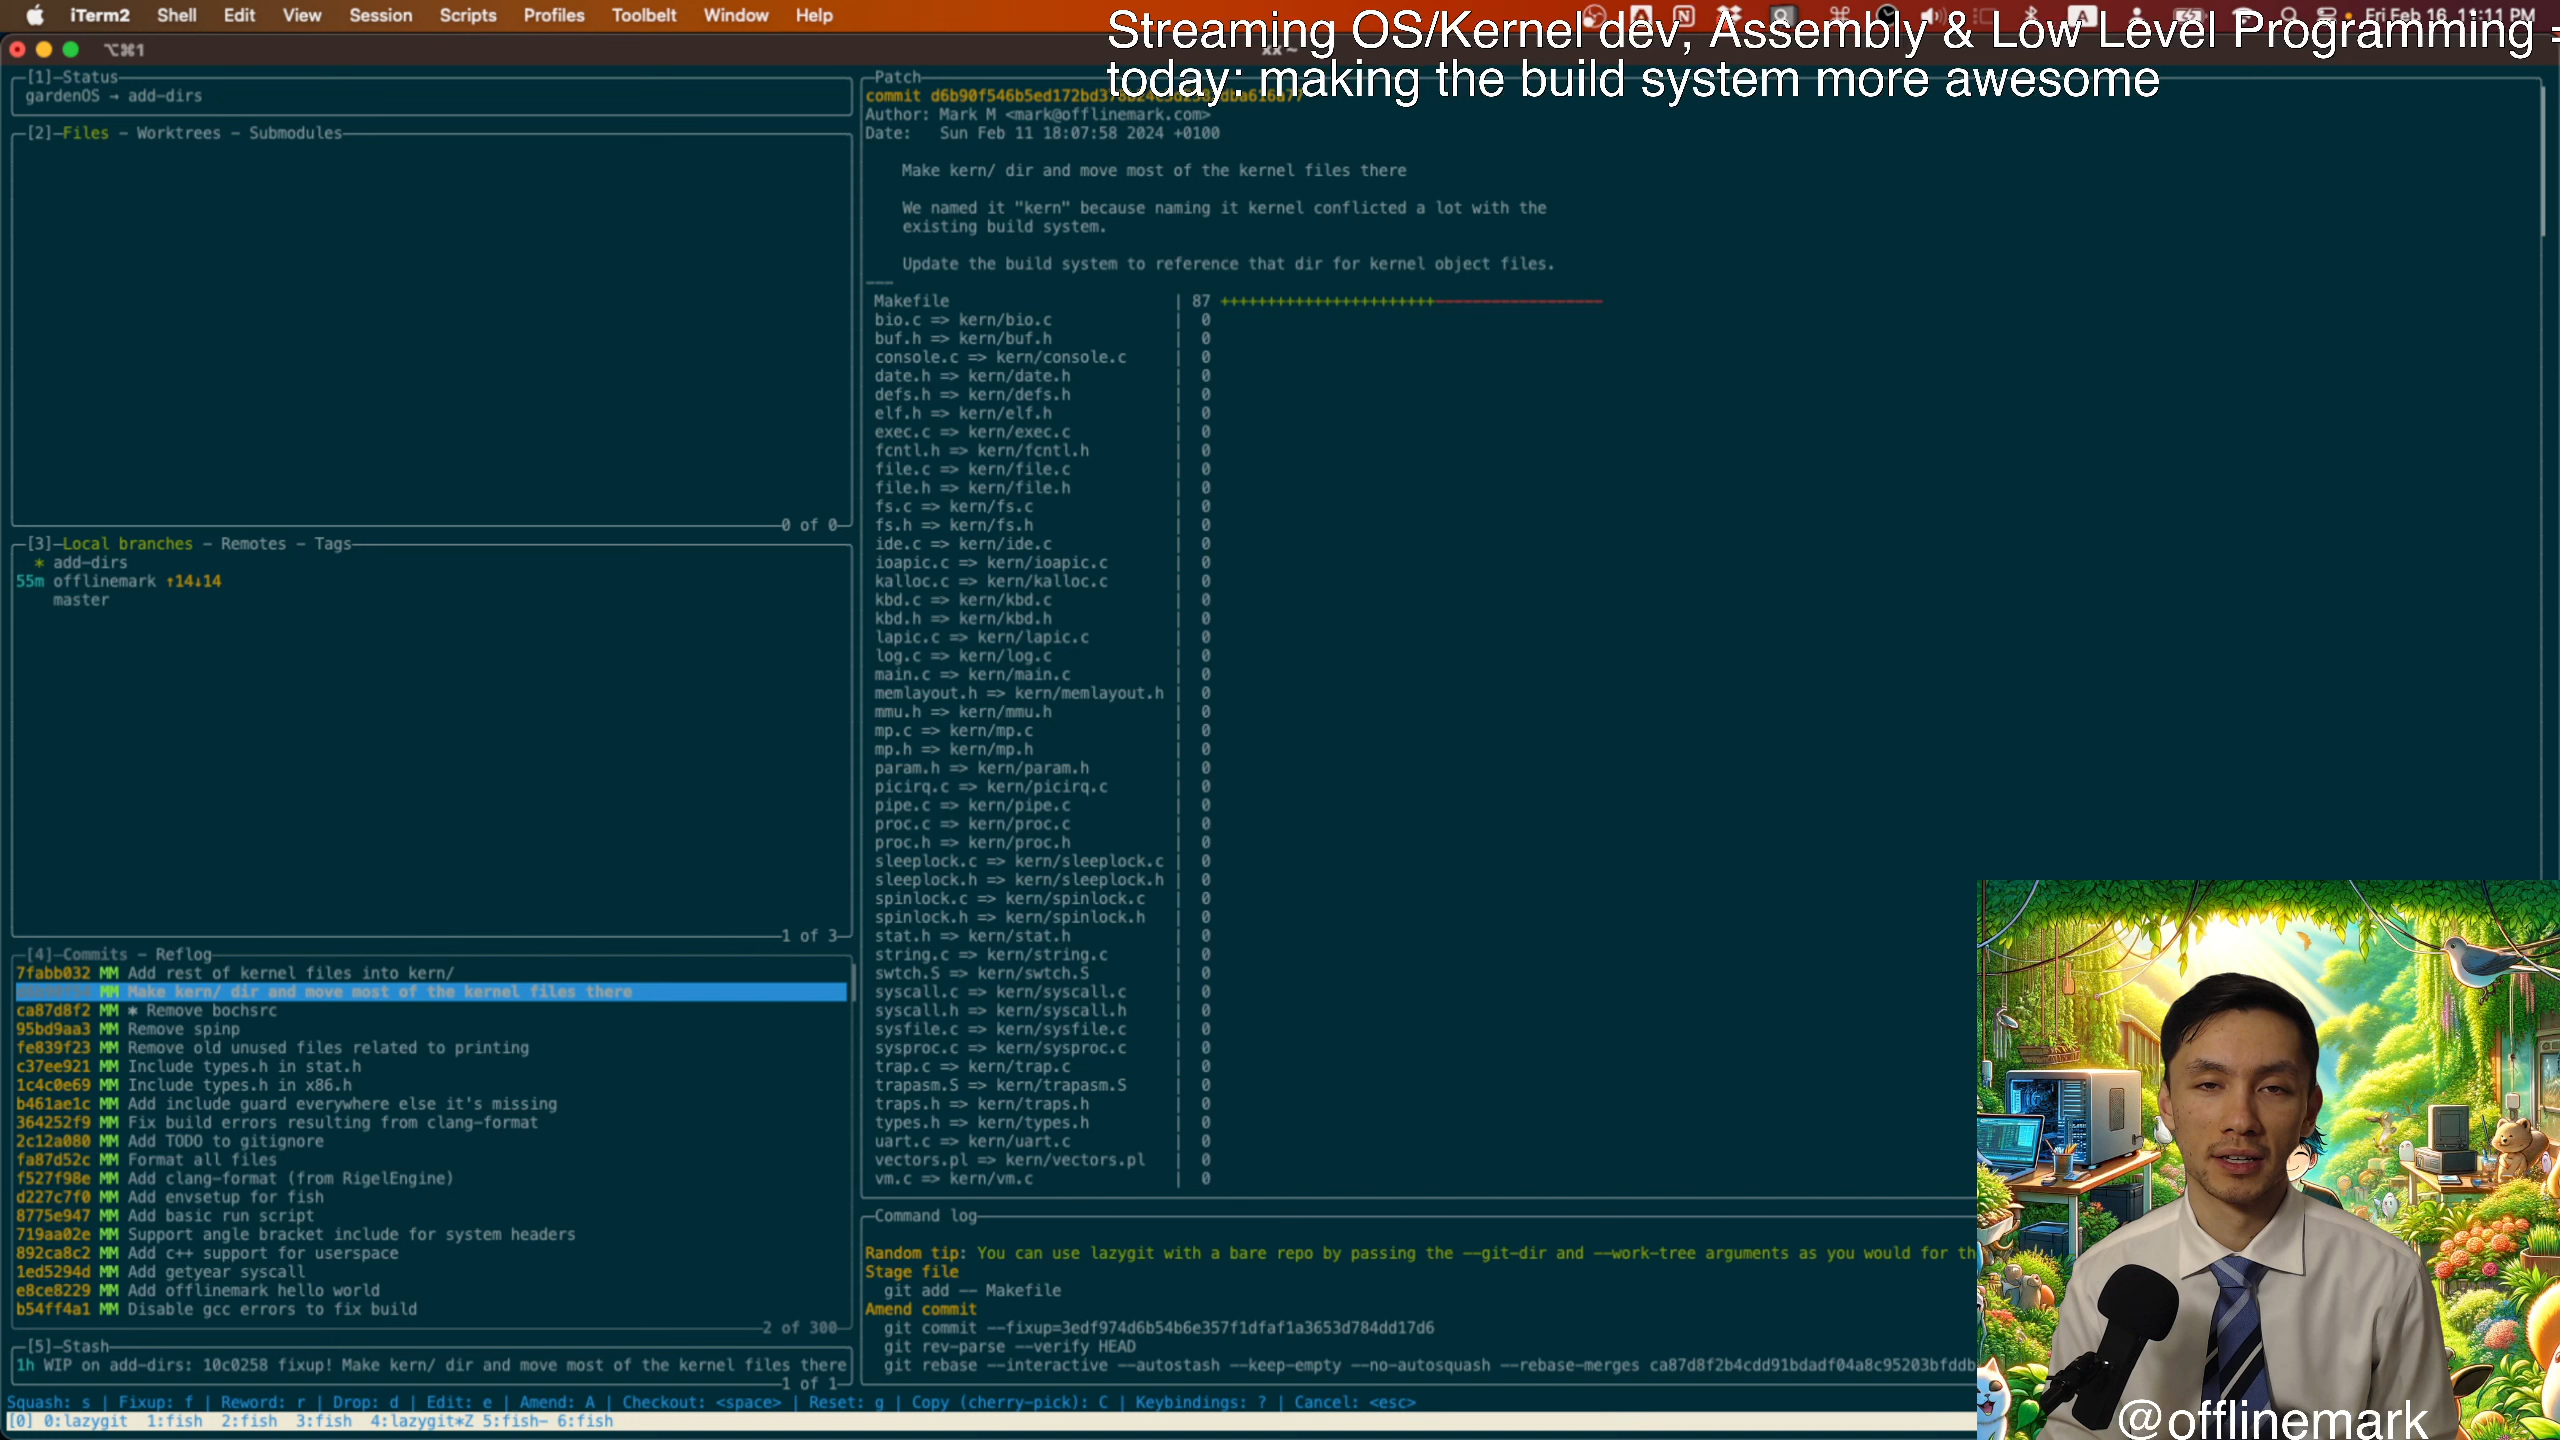 iTerm2 Shell Edit View Session Scripts Profiles Toolbelt Window Help
Fri Feb 16 11:11 PM
Streaming OS/Kernel dev, Assembly & Low Level Programming
today: making the build system more awesome
⌥⌘1
[1]—Status
gardenOS → add-dirs
[2]—Files — Worktrees — Submodules
0 of 0
[3]—Local branches — Remotes — Tags
* add-dirs
55m offlinemark ↑14↓14
master
1 of 3
[4]—Commits — Reflog
7fabb032 MM Add rest of kernel files into kern/
MM Make kern/ dir and move most of the kernel files there
ca87d8f2 MM * Remove bochsrc
95bd9aa3 MM Remove spinp
fe839f23 MM Remove old unused files related to printing
c37ee921 MM Include types.h in stat.h
1c4c0e69 MM Include types.h in x86.h
b461ae1c MM Add include guard everywhere else it's missing
364252f9 MM Fix build errors resulting from clang-format
2c12a080 MM Add TODO to gitignore
fa87d52c MM Format all files
f527f98e MM Add clang-format (from RigelEngine)
d227c7f0 MM Add envsetup for fish
8775e947 MM Add basic run script
719aa02e MM Support angle bracket include for system headers
892ca8c2 MM Add c++ support for userspace
1ed5294d MM Add getyear syscall
e8ce8229 MM Add offlinemark hello world
b54ff4a1 MM Disable gcc errors to fix build
2 of 300
[5]—Stash
1h WIP on add-dirs: 10c0258 fixup! Make kern/ dir and move most of the kernel files there
1 of 1
Patch
commit
Author: Mark M <mark@offlinemark.com>
Date: Sun Feb 11 18:07:58 2024 +0100
Make kern/ dir and move most of the kernel files there
We named it "kern" because naming it kernel conflicted a lot with the
existing build system.
Update the build system to reference that dir for kernel object files.
---
Makefile | 87 +++++++++++++++++++++++-----------------
bio.c => kern/bio.c | 0
buf.h => kern/buf.h | 0
console.c => kern/console.c | 0
date.h => kern/date.h | 0
defs.h => kern/defs.h | 0
elf.h => kern/elf.h | 0
exec.c => kern/exec.c | 0
fcntl.h => kern/fcntl.h | 0
file.c => kern/file.c | 0
file.h => kern/file.h | 0
fs.c => kern/fs.c | 0
fs.h => kern/fs.h | 0
ide.c => kern/ide.c | 0
ioapic.c => kern/ioapic.c | 0
kalloc.c => kern/kalloc.c | 0
kbd.c => kern/kbd.c | 0
kbd.h => kern/kbd.h | 0
lapic.c => kern/lapic.c | 0
log.c => kern/log.c | 0
main.c => kern/main.c | 0
memlayout.h => kern/memlayout.h | 0
mmu.h => kern/mmu.h | 0
mp.c => kern/mp.c | 0
mp.h => kern/mp.h | 0
param.h => kern/param.h | 0
picirq.c => kern/picirq.c | 0
pipe.c => kern/pipe.c | 0
proc.c => kern/proc.c | 0
proc.h => kern/proc.h | 0
sleeplock.c => kern/sleeplock.c | 0
sleeplock.h => kern/sleeplock.h | 0
spinlock.c => kern/spinlock.c | 0
spinlock.h => kern/spinlock.h | 0
stat.h => kern/stat.h | 0
string.c => kern/string.c | 0
swtch.S => kern/swtch.S | 0
syscall.c => kern/syscall.c | 0
syscall.h => kern/syscall.h | 0
sysfile.c => kern/sysfile.c | 0
sysproc.c => kern/sysproc.c | 0
trap.c => kern/trap.c | 0
trapasm.S => kern/trapasm.S | 0
traps.h => kern/traps.h | 0
types.h => kern/types.h | 0
uart.c => kern/uart.c | 0
vectors.pl => kern/vectors.pl | 0
vm.c => kern/vm.c | 0
Command log
Random tip: You can use lazygit with a bare repo by passing the --git-dir and --work-tree arguments as you would for th
Stage file
git add -- Makefile
Amend commit
git commit --fixup=3edf974d6b54b6e357f1dfaf1a3653d784dd17d6
git rev-parse --verify HEAD
git rebase --interactive --autostash --keep-empty --no-autosquash --rebase-merges ca87d8f2b4cdd91bdadf04a8c95203bfddb
Squash: s | Fixup: f | Reword: r | Drop: d | Edit: e | Amend: A | Checkout: <space> | Reset: g | Copy (cherry-pick): C | Keybindings: ? | Cancel: <esc>
[0] 0:lazygit 1:fish 2:fish 3:fish 4:lazygit*Z 5:fish- 6:fish
@offlinemark